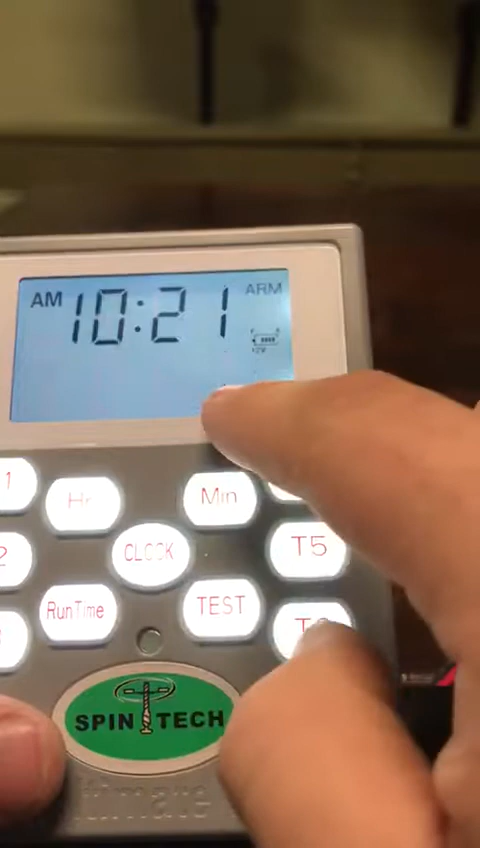 AM 10:21 ARM
12V
1 Hr Min
CLOCK T5
2
RunTime TEST
SPIN TECH